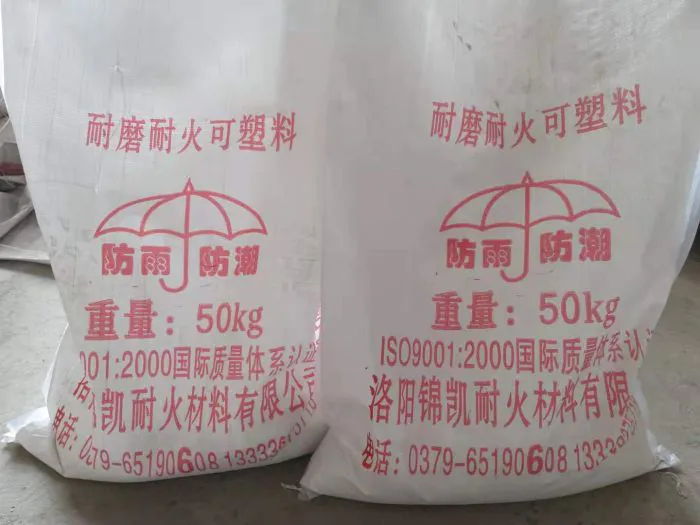 耐磨耐火可塑料
防雨防潮
重量：50kg
001:2000国际质量体系认证
凯耐火材料有限公司
电话：0379-65190608 13333
耐磨耐火可塑料
防雨防潮
重量：50kg
ISO9001:2000国际质量体系认证
洛阳锦凯耐火材料有限
电话：0379-65190608 13333